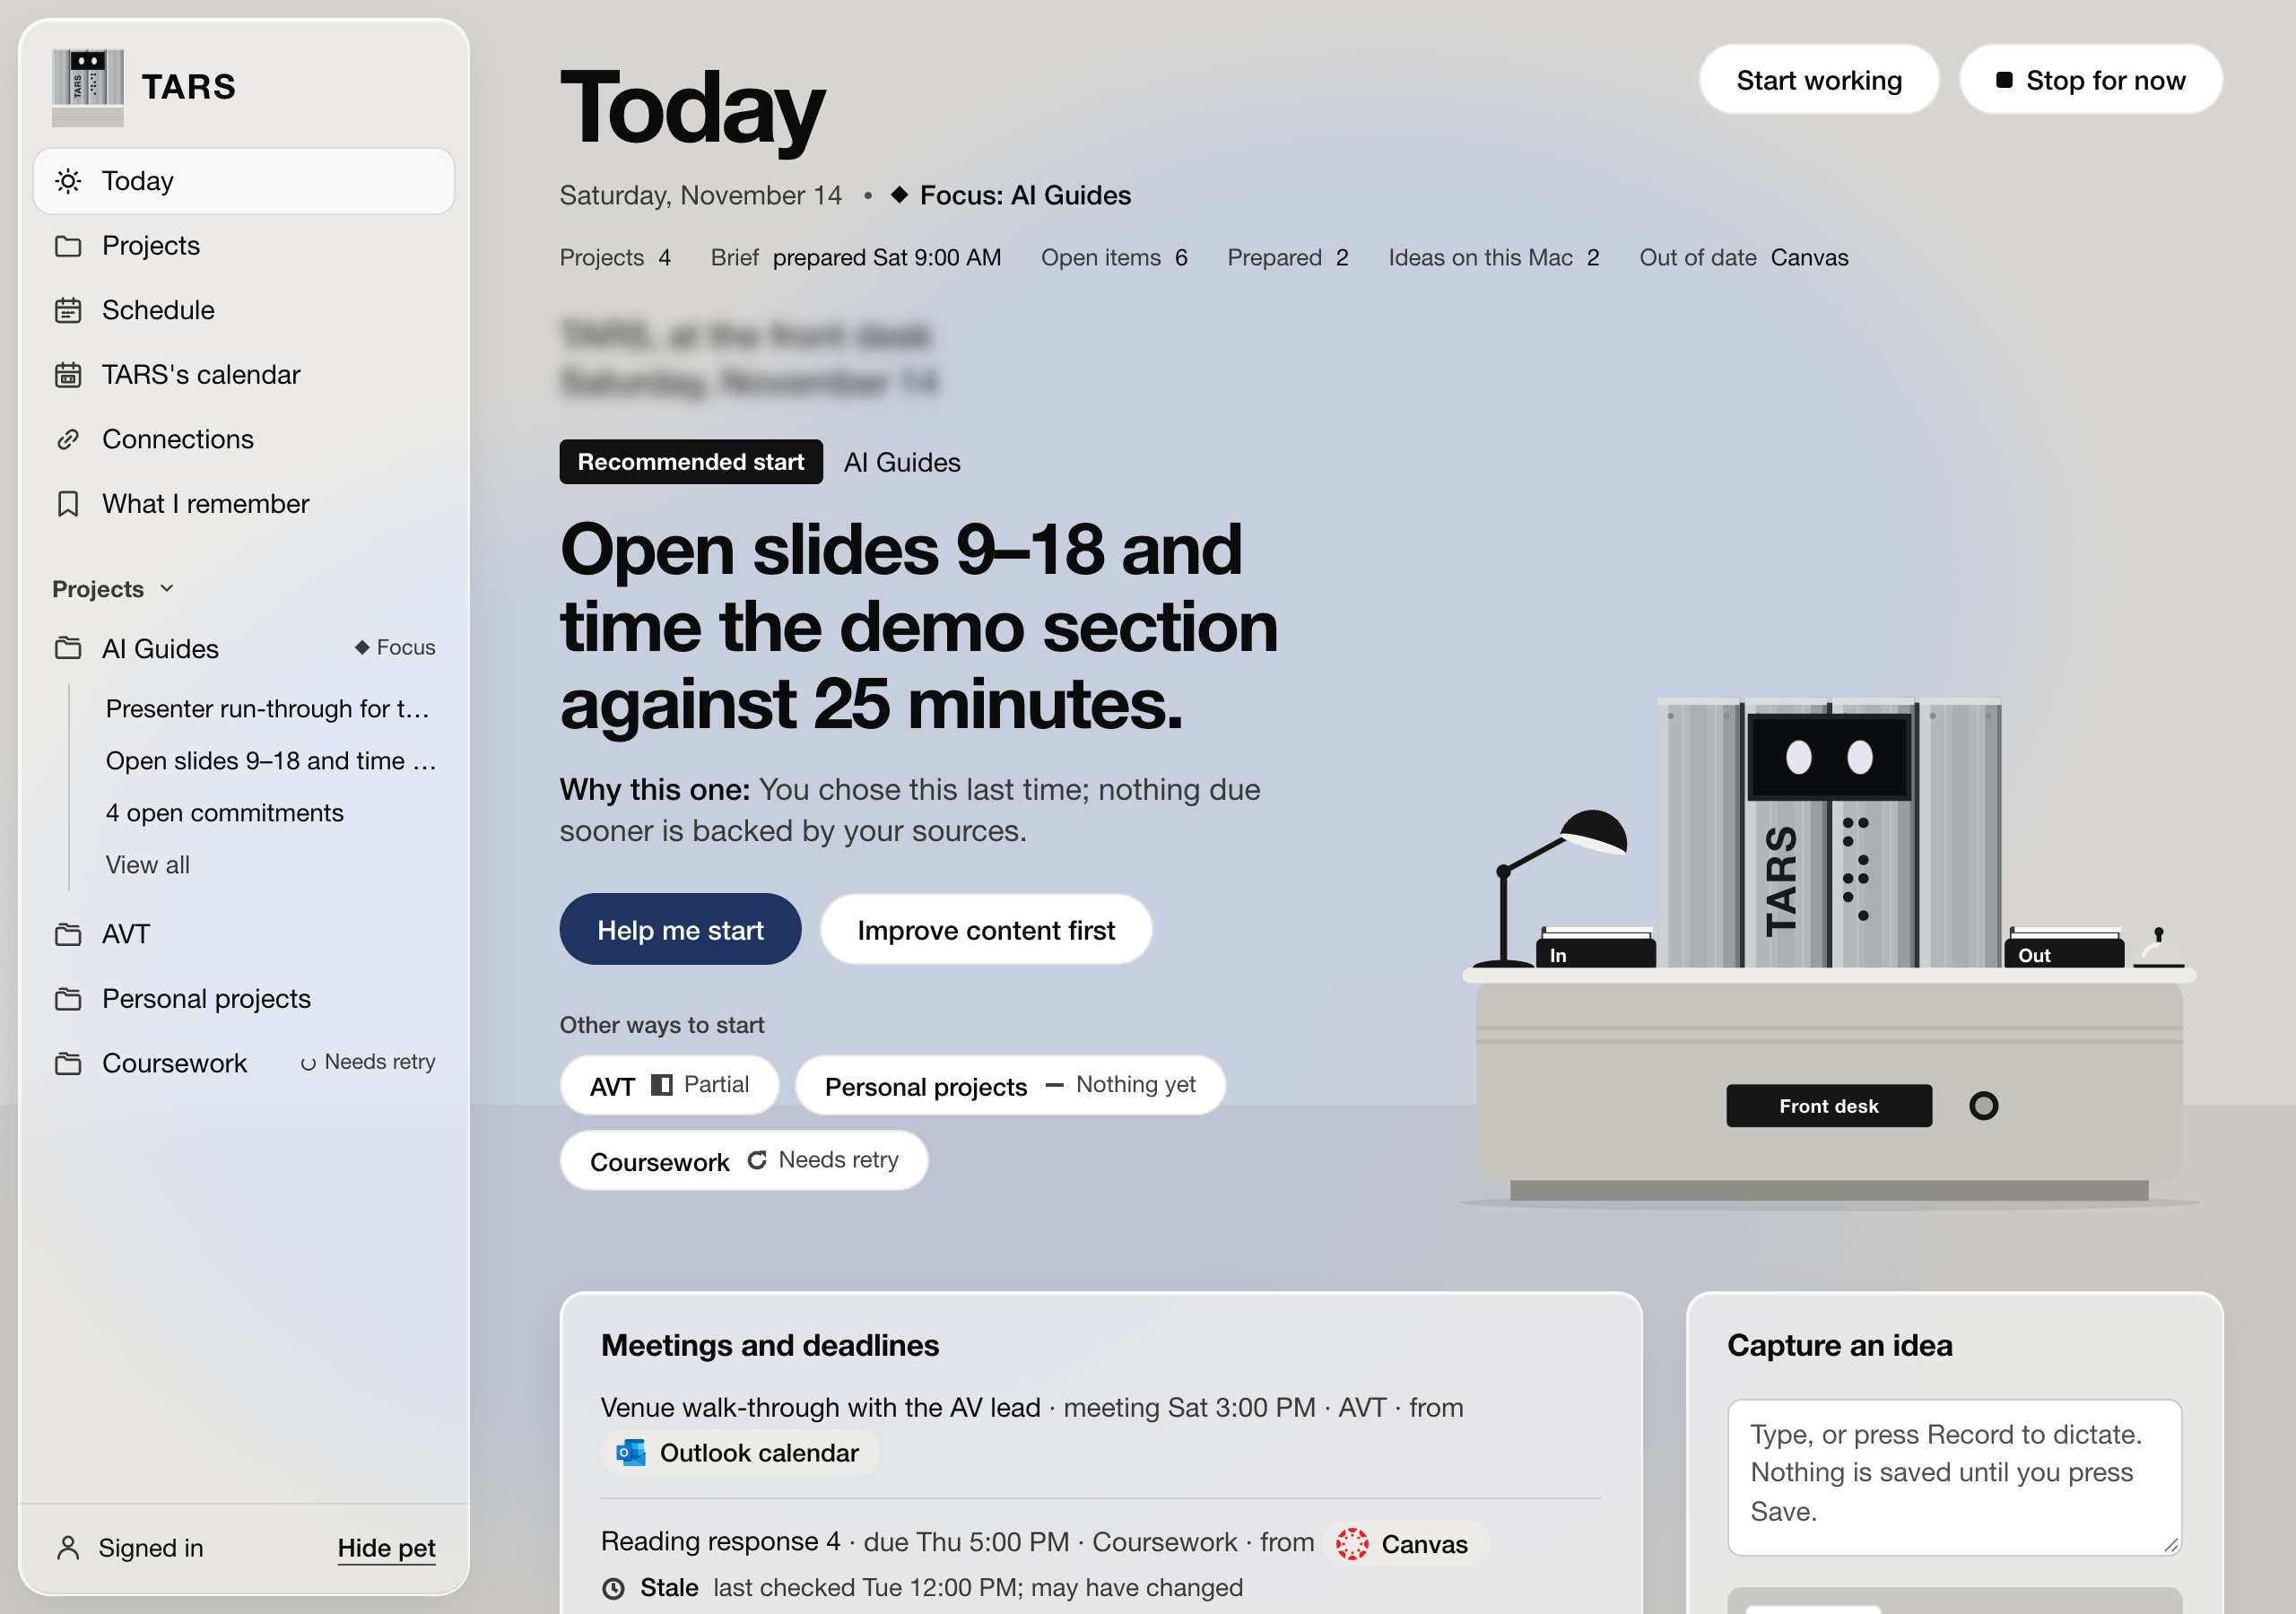 TARS
Today
Projects
Schedule
TARS's calendar
Connections
What I remember
Projects
AI Guides ◆ Focus
Presenter run-through for t…
Open slides 9–18 and time …
4 open commitments
View all
AVT
Personal projects
Coursework Needs retry
Signed in Hide pet
Today
Start working Stop for now
Saturday, November 14 • ◆ Focus: AI Guides
Projects 4 Brief prepared Sat 9:00 AM Open items 6 Prepared 2 Ideas on this Mac 2 Out of date Canvas
TARS, at the front desk
Saturday, November 14
Recommended start AI Guides
Open slides 9–18 and
time the demo section
against 25 minutes.
Why this one: You chose this last time; nothing due
sooner is backed by your sources.
Help me start Improve content first
Other ways to start
AVT Partial Personal projects — Nothing yet
Coursework Needs retry
TARS
In
Out
Front desk
Meetings and deadlines
Venue walk-through with the AV lead · meeting Sat 3:00 PM · AVT · from
Outlook calendar
Reading response 4 · due Thu 5:00 PM · Coursework · from Canvas
Stale last checked Tue 12:00 PM; may have changed
Capture an idea
Type, or press Record to dictate.
Nothing is saved until you press
Save.